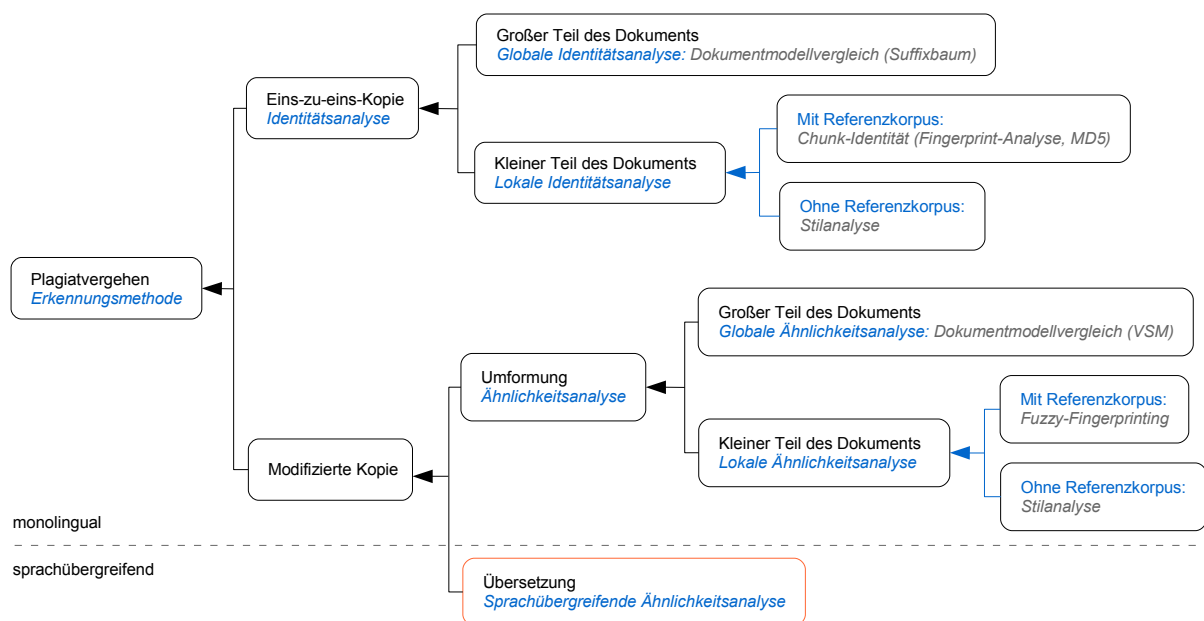 Großer Teil des Dokuments
Globale Identitätsanalyse: Dokumentmodellvergleich (Suffixbaum)
Eins-zu-eins-Kopie
Identitätsanalyse
Mit Referenzkorpus:
Chunk-Identität (Fingerprint-Analyse, MD5)
Kleiner Teil des Dokuments
Lokale Identitätsanalyse
Ohne Referenzkorpus:
Stilanalyse
Plagiatvergehen
Erkennungsmethode
Großer Teil des Dokuments
Globale Ähnlichkeitsanalyse: Dokumentmodellvergleich (VSM)
Umformung
Ähnlichkeitsanalyse
Mit Referenzkorpus:
Fuzzy-Fingerprinting
Kleiner Teil des Dokuments
Lokale Ähnlichkeitsanalyse
Modifizierte Kopie
Ohne Referenzkorpus:
Stilanalyse
monolingual
sprachübergreifend
Übersetzung
Sprachübergreifende Ähnlichkeitsanalyse